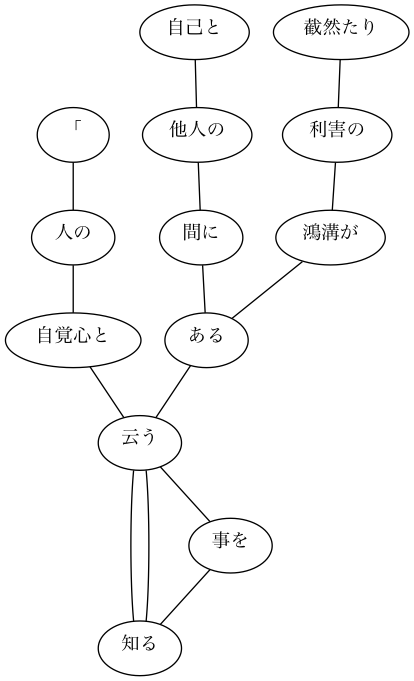 自己と
截然たり
「
他人の
利害の
人の
間に
鴻溝が
自覚心と
ある
云う
事を
知る